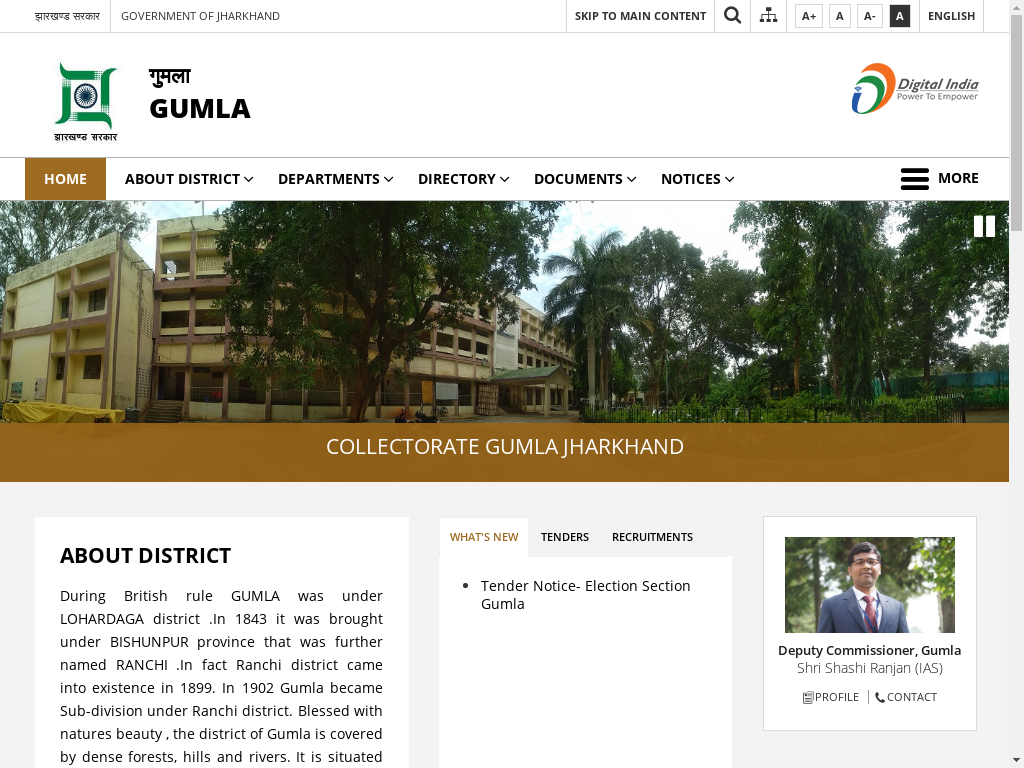 झारखण्ड सरकार
GOVERNMENT OF JHARKHAND
SKIP TO MAIN CONTENT
A+
A
A-
A
ENGLISH
झारखण्ड सरकार
गुमला
GUMLA
Digital India
Power To Empower
HOME
ABOUT DISTRICT
DEPARTMENTS
DIRECTORY
DOCUMENTS
NOTICES
MORE
COLLECTORATE GUMLA JHARKHAND
ABOUT DISTRICT
During British rule GUMLA was under
LOHARDAGA district .In 1843 it was brought
under BISHUNPUR province that was further
named RANCHI .In fact Ranchi district came
into existence in 1899. In 1902 Gumla became
Sub-division under Ranchi district. Blessed with
natures beauty , the district of Gumla is covered
by dense forests, hills and rivers. It is situated
WHAT'S NEW
TENDERS
RECRUITMENTS
Tender Notice- Election Section
Gumla
Deputy Commissioner, Gumla
Shri Shashi Ranjan (IAS)
PROFILE
CONTACT